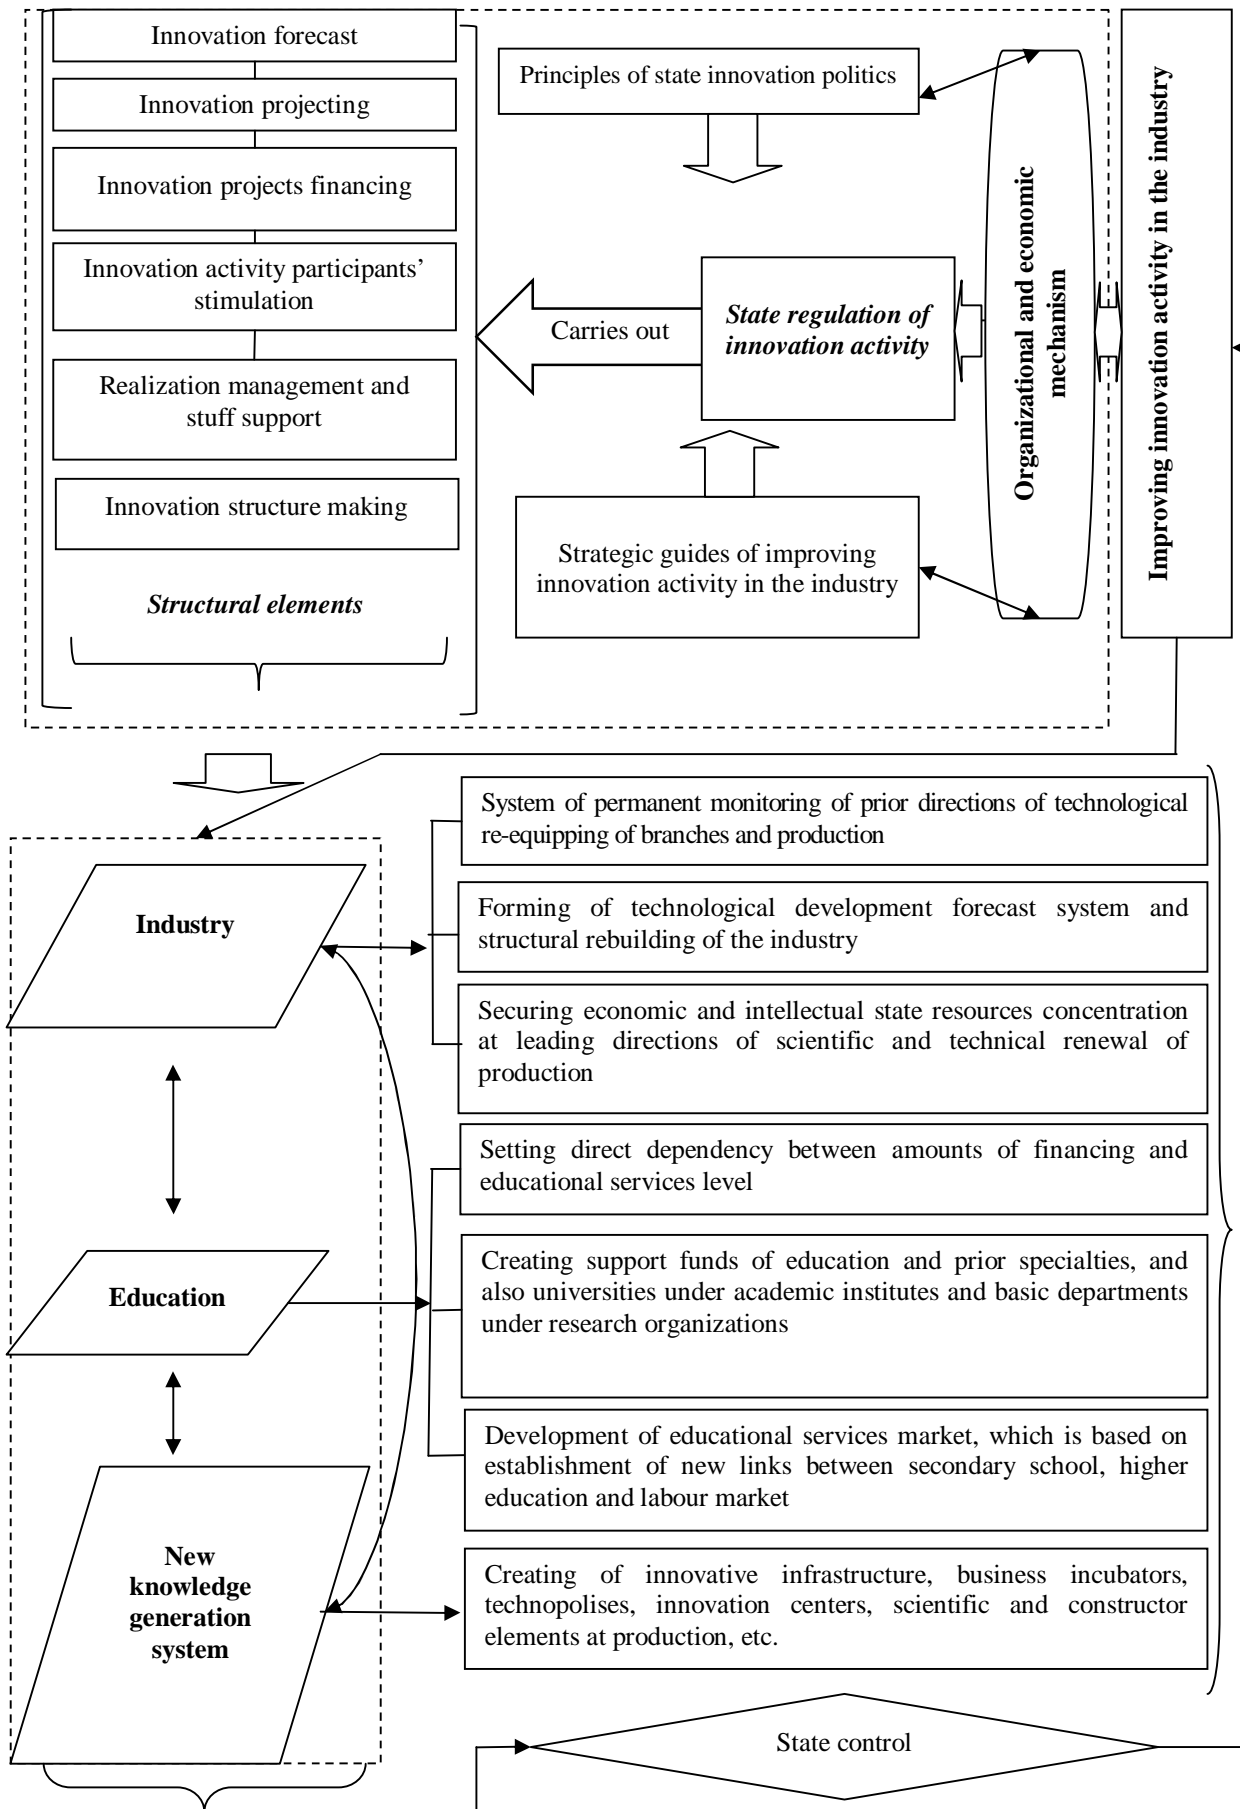 Innovation forecast
Innovation projecting
Innovation projects financing
Innovation activity participants’
stimulation
Realization management and
stuff support
Innovation structure making
Structural elements
Carries out
Principles of state innovation politics
State regulation of
innovation activity
Strategic guides of improving
innovation activity in the industry
Organizational and economic
mechanism
Improving innovation activity in the industry
Industry
System of permanent monitoring of prior directions of technological
re-equipping of branches and production
Forming of technological development forecast system and
structural rebuilding of the industry
Securing economic and intellectual state resources concentration
at leading directions of scientific and technical renewal of
production
Education
Setting direct dependency between amounts of financing and
educational services level
Creating support funds of education and prior specialties, and
also universities under academic institutes and basic departments
under research organizations
Development of educational services market, which is based on
establishment of new links between secondary school, higher
education and labour market
New
knowledge
generation
system
Creating of innovative infrastructure, business incubators,
technopolises, innovation centers, scientific and constructor
elements at production, etc.
State control